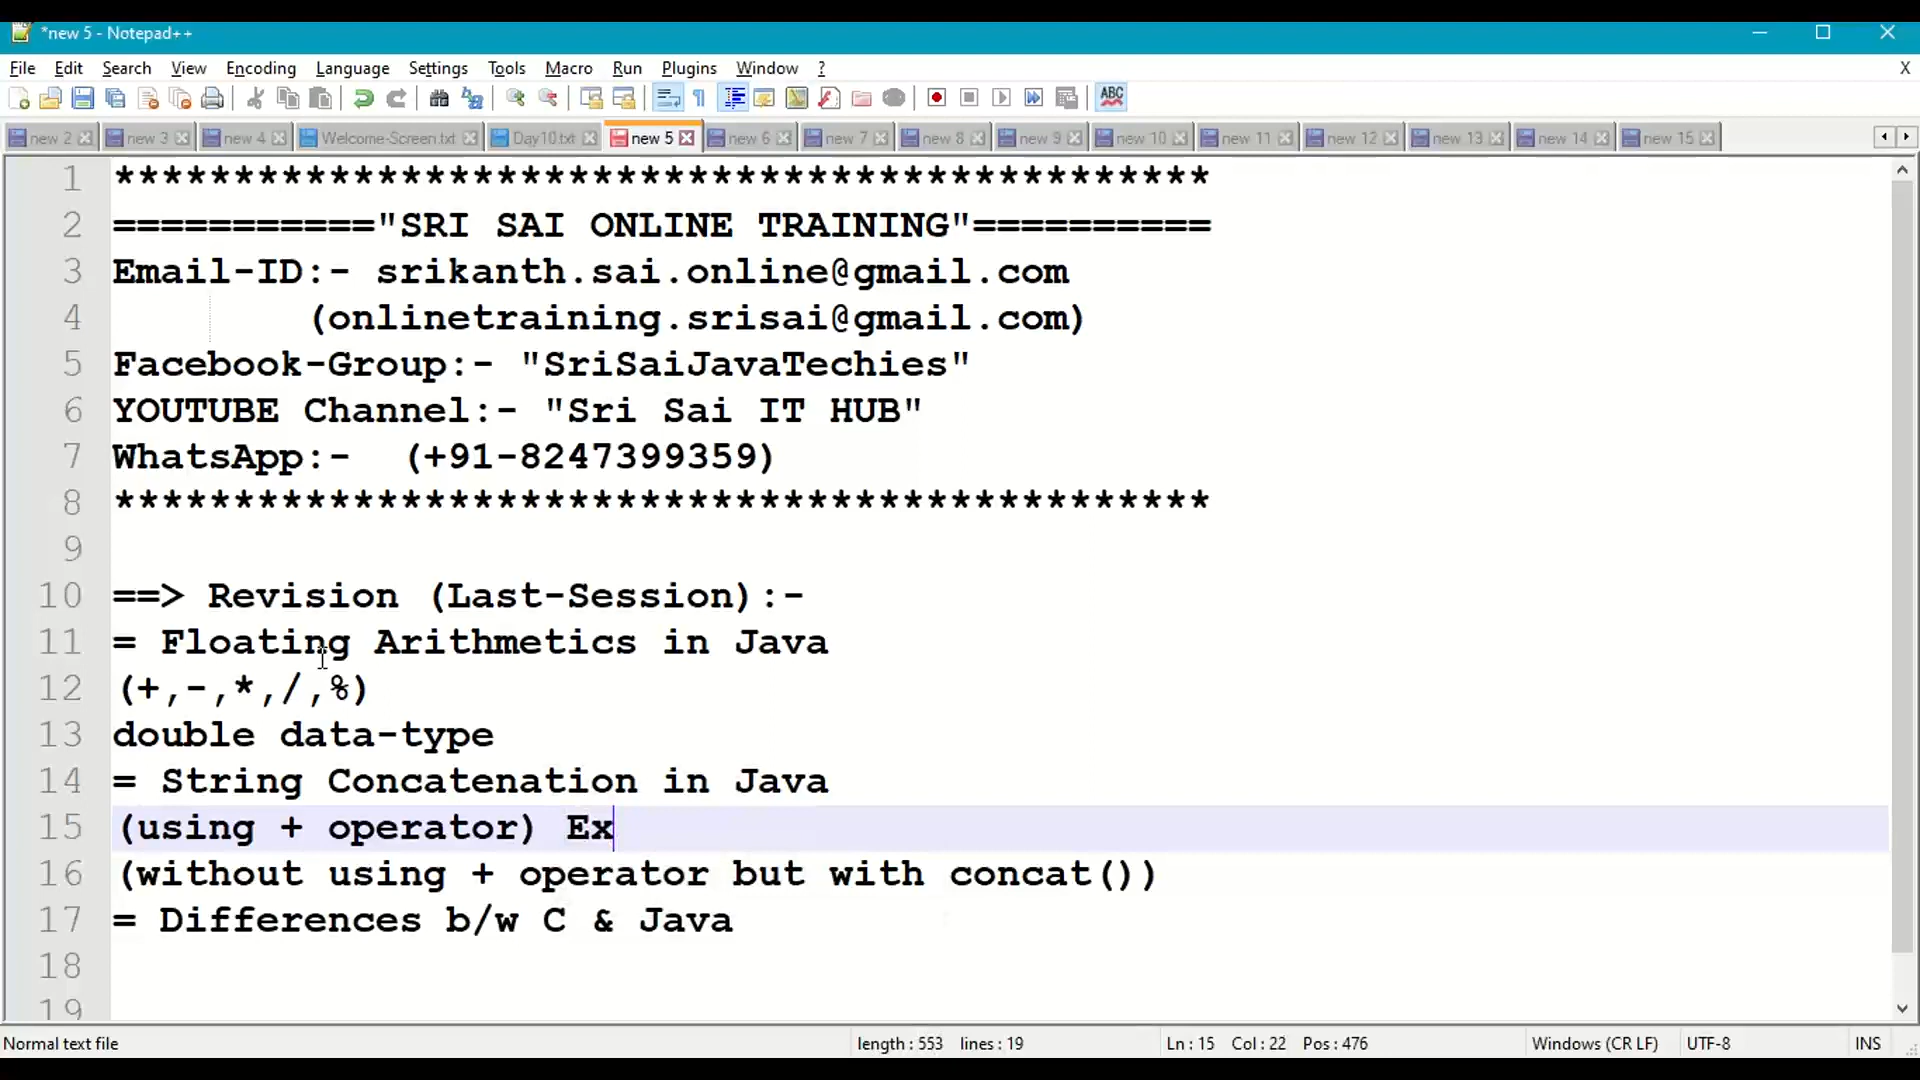 *new 5 - Notepad++
File Edit Search View Encoding Language Settings Tools Macro Run Plugins Window ? X
ABC
new 2 new 3 new 4 Welcome-Screen.txt Day10.txt new 5 new 6 new 7 new 8 new 9 new 10 new 11 new 12 new 13 new 14 new 15
1 **********************************************
2 ==========="SRI SAI ONLINE TRAINING"==========
3 Email-ID:- srikanth.sai.online@gmail.com
4 (onlinetraining.srisai@gmail.com)
5 Facebook-Group:- "SriSaiJavaTechies"
6 YOUTUBE Channel:- "Sri Sai IT HUB"
7 WhatsApp:- (+91-8247399359)
8 **********************************************
9
10 ==> Revision (Last-Session):-
11 = Floating Arithmetics in Java
12 (+,-,*,/,%)
13 double data-type
14 = String Concatenation in Java
15 (using + operator) Ex
16 (without using + operator but with concat())
17 = Differences b/w C & Java
18
19
Normal text file length : 553 lines : 19 Ln : 15 Col : 22 Pos : 476 Windows (CR LF) UTF-8 INS